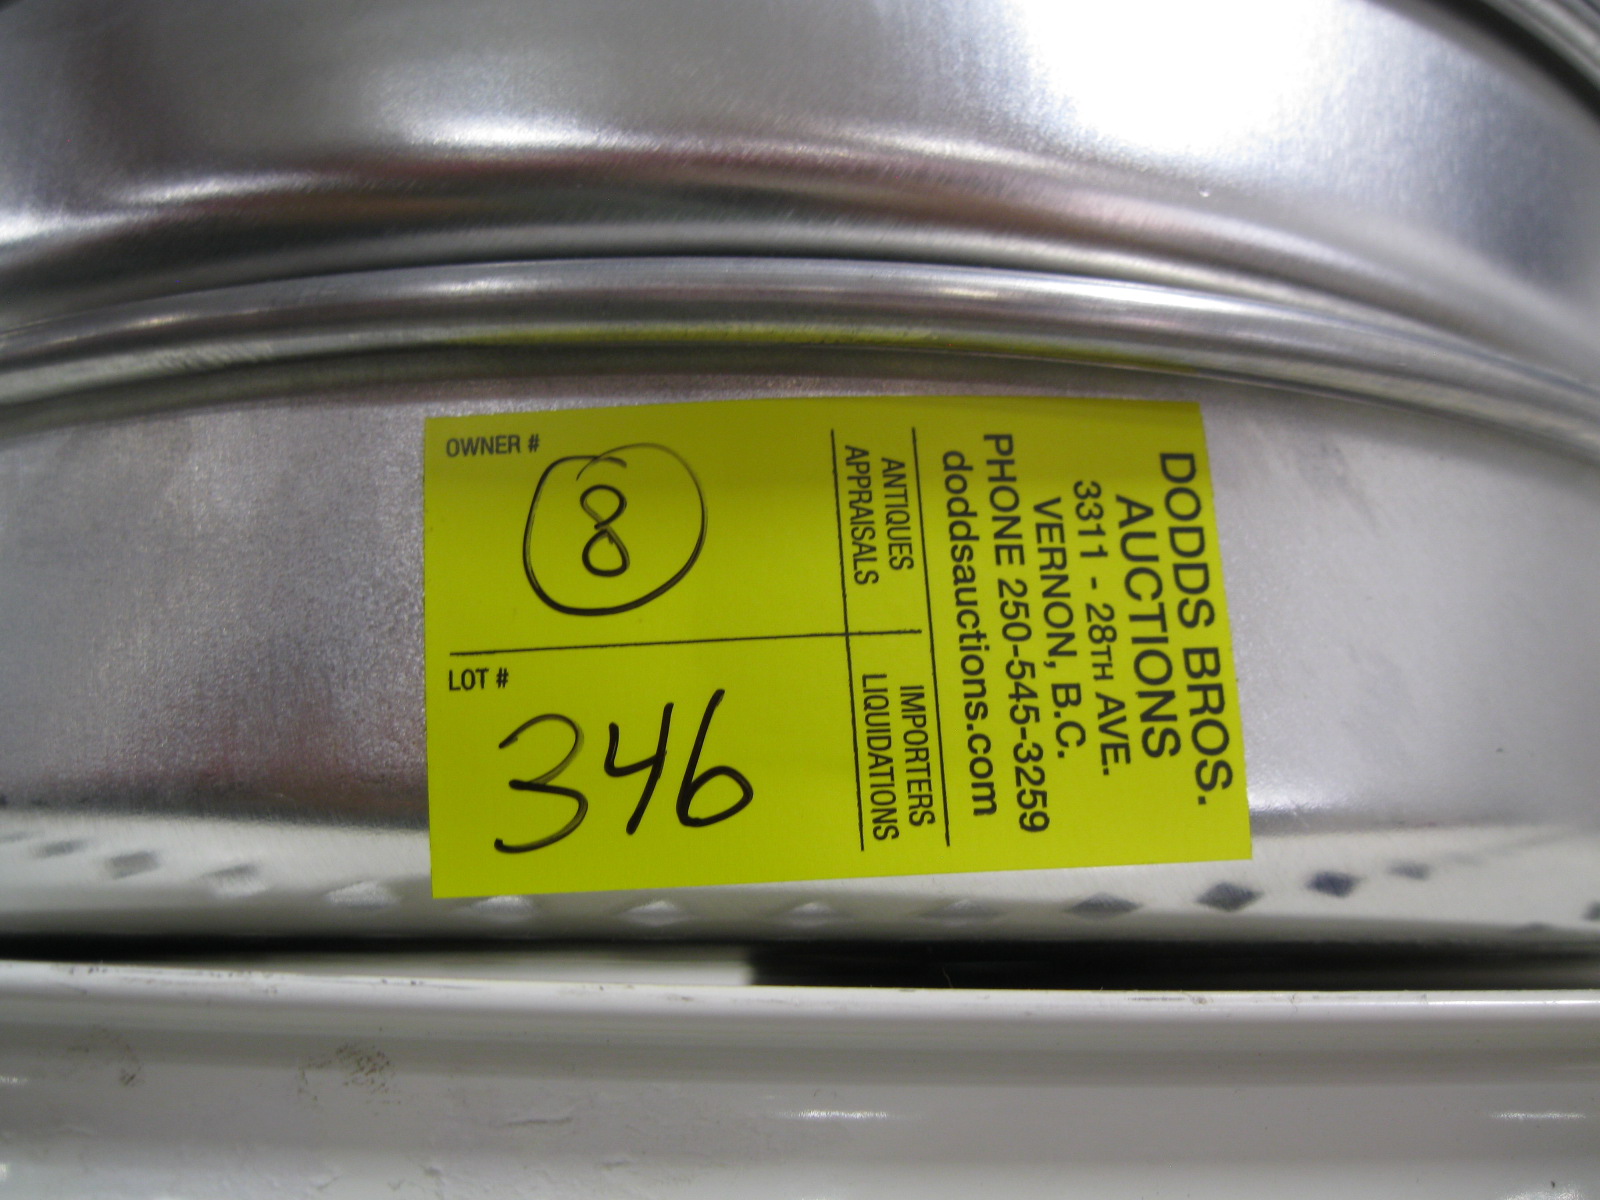 DODDS BROS.
AUCTIONS
3311 - 28TH AVE.
VERNON, B.C.
PHONE 250-545-3259
doddsauctions.com
ANTIQUES IMPORTERS
APPRAISALS LIQUIDATIONS
OWNER #
8
LOT #
346